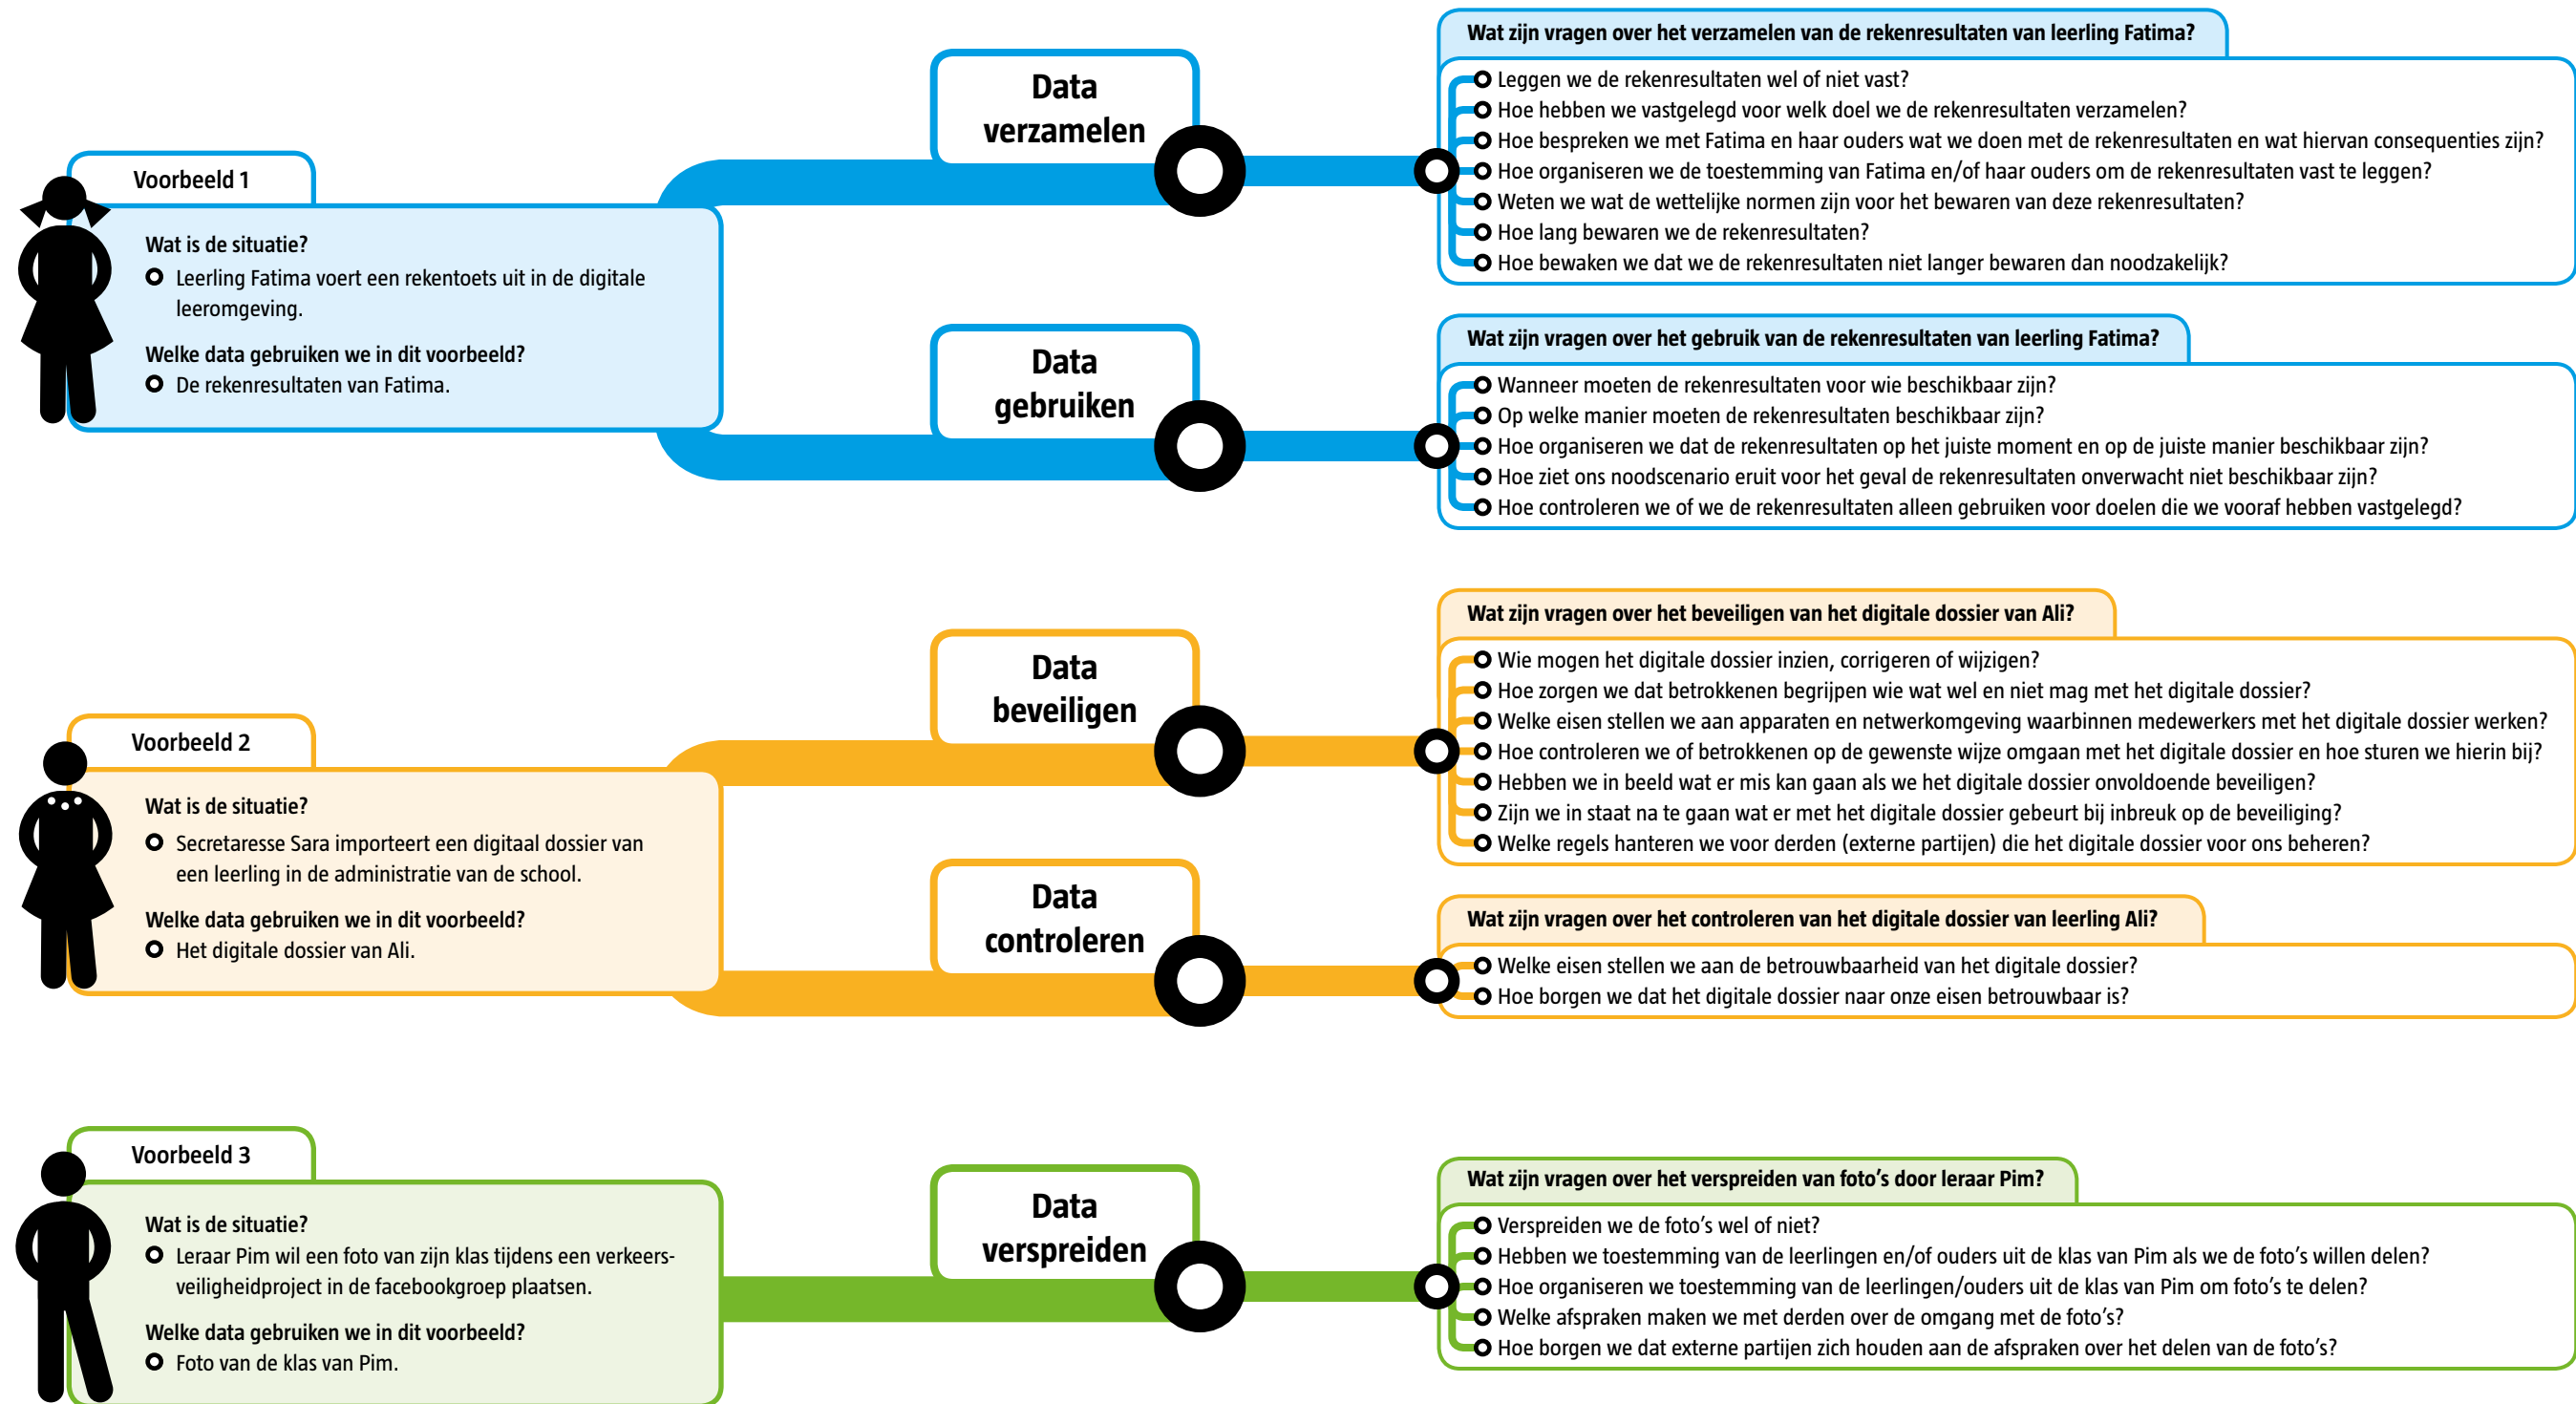 Voorbeeld 1
Wat is de situatie?
Leerling Fatima voert een rekentoets uit in de digitale
leeromgeving.
Welke data gebruiken we in dit voorbeeld?
De rekenresultaten van Fatima.
Data
verzamelen
Wat zijn vragen over het verzamelen van de rekenresultaten van leerling Fatima?
Leggen we de rekenresultaten wel of niet vast?
Hoe hebben we vastgelegd voor welk doel we de rekenresultaten verzamelen?
Hoe bespreken we met Fatima en haar ouders wat we doen met de rekenresultaten en wat hiervan consequenties zijn?
Hoe organiseren we de toestemming van Fatima en/of haar ouders om de rekenresultaten vast te leggen?
Weten we wat de wettelijke normen zijn voor het bewaren van deze rekenresultaten?
Hoe lang bewaren we de rekenresultaten?
Hoe bewaken we dat we de rekenresultaten niet langer bewaren dan noodzakelijk?
Data
gebruiken
Wat zijn vragen over het gebruik van de rekenresultaten van leerling Fatima?
Wanneer moeten de rekenresultaten voor wie beschikbaar zijn?
Op welke manier moeten de rekenresultaten beschikbaar zijn?
Hoe organiseren we dat de rekenresultaten op het juiste moment en op de juiste manier beschikbaar zijn?
Hoe ziet ons noodscenario eruit voor het geval de rekenresultaten onverwacht niet beschikbaar zijn?
Hoe controleren we of we de rekenresultaten alleen gebruiken voor doelen die we vooraf hebben vastgelegd?
Voorbeeld 2
Wat is de situatie?
Secretaresse Sara importeert een digitaal dossier van
een leerling in de administratie van de school.
Welke data gebruiken we in dit voorbeeld?
Het digitale dossier van Ali.
Data
beveiligen
Wat zijn vragen over het beveiligen van het digitale dossier van Ali?
Wie mogen het digitale dossier inzien, corrigeren of wijzigen?
Hoe zorgen we dat betrokkenen begrijpen wie wat wel en niet mag met het digitale dossier?
Welke eisen stellen we aan apparaten en netwerkomgeving waarbinnen medewerkers met het digitale dossier werken?
Hoe controleren we of betrokkenen op de gewenste wijze omgaan met het digitale dossier en hoe sturen we hierin bij?
Hebben we in beeld wat er mis kan gaan als we het digitale dossier onvoldoende beveiligen?
Zijn we in staat na te gaan wat er met het digitale dossier gebeurt bij inbreuk op de beveiliging?
Welke regels hanteren we voor derden (externe partijen) die het digitale dossier voor ons beheren?
Data
controleren
Wat zijn vragen over het controleren van het digitale dossier van leerling Ali?
Welke eisen stellen we aan de betrouwbaarheid van het digitale dossier?
Hoe borgen we dat het digitale dossier naar onze eisen betrouwbaar is?
Voorbeeld 3
Wat is de situatie?
Leraar Pim wil een foto van zijn klas tijdens een verkeers-
veiligheidproject in de facebookgroep plaatsen.
Welke data gebruiken we in dit voorbeeld?
Foto van de klas van Pim.
Data
verspreiden
Wat zijn vragen over het verspreiden van foto's door leraar Pim?
Verspreiden we de foto's wel of niet?
Hebben we toestemming van de leerlingen en/of ouders uit de klas van Pim als we de foto's willen delen?
Hoe organiseren we toestemming van de leerlingen/ouders uit de klas van Pim om foto's te delen?
Welke afspraken maken we met derden over de omgang met de foto's?
Hoe borgen we dat externe partijen zich houden aan de afspraken over het delen van de foto's?